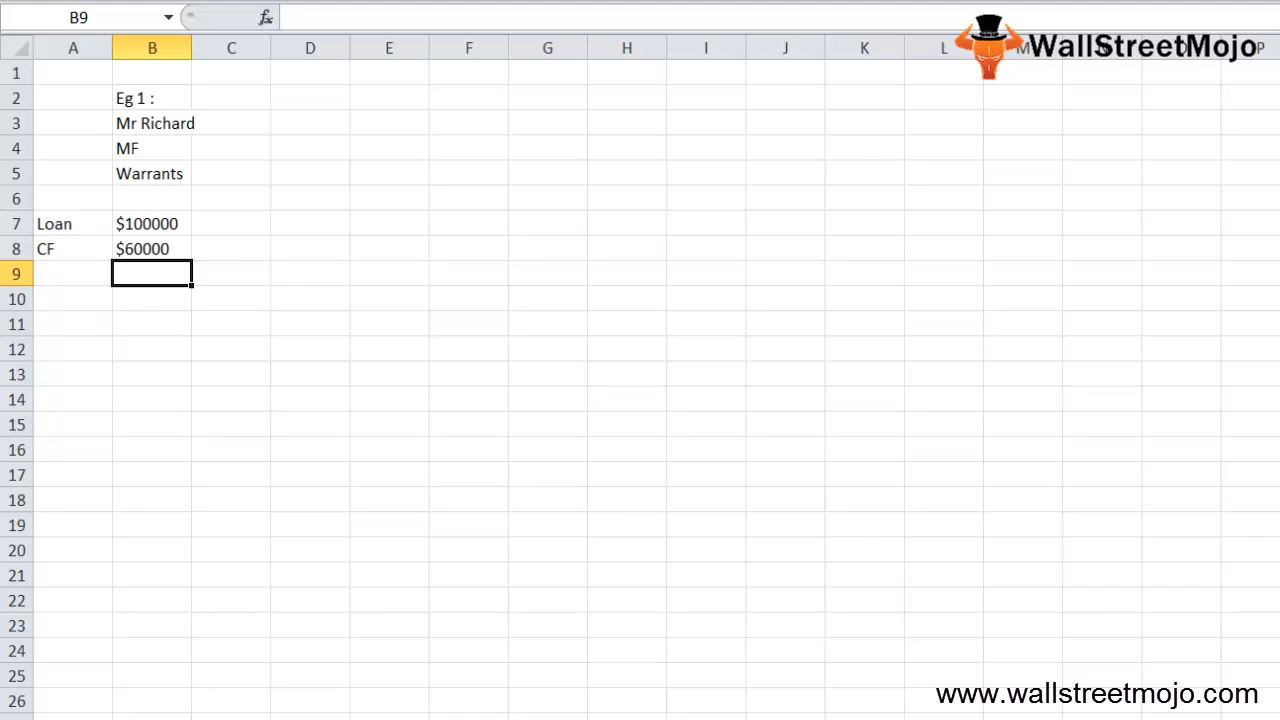 B9
fx
WallStreetMojo
A B C D E F G H I J K L M O P
1
2 Eg 1 :
3 Mr Richard
4 MF
5 Warrants
6
7 Loan $100000
8 CF $60000
9
10
11
12
13
14
15
16
17
18
19
20
21
22
23
24
25
26
www.wallstreetmojo.com